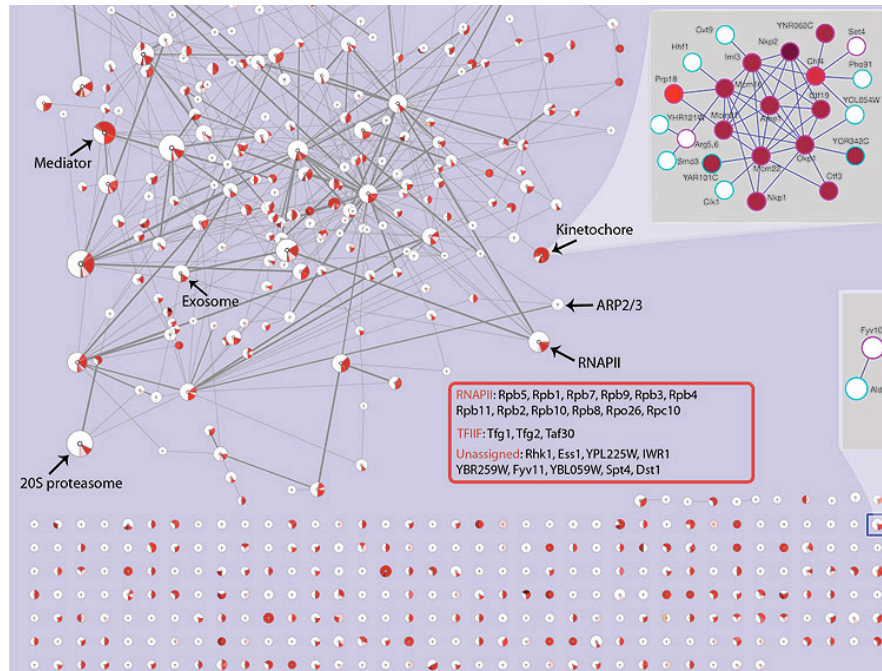 YNR062C
Cvt9
Nkp2
Set4
Hhf1
Iml3
Chl4
Pho91
Prp18
Mcm16
Ctf19
YCL054W
YHR121W
Mcm21
Ame1
Arg5,6
YOR342C
Smd3
Okp1
YAR101C
Mcm22
Ctf3
Clk1
Nkp1
Mediator
Kinetochore
Exosome
ARP2/3
RNAPII
Fyv10
Ald
RNAPII: Rpb5, Rpb1, Rpb7, Rpb9, Rpb3, Rpb4
Rpb11, Rpb2, Rpb10, Rpb8, Rpo26, Rpc10
TFIIF: Tfg1, Tfg2, Taf30
Unassigned: Rhk1, Ess1, YPL225W, IWR1
YBR259W, Fyv11, YBL059W, Spt4, Dst1
20S proteasome